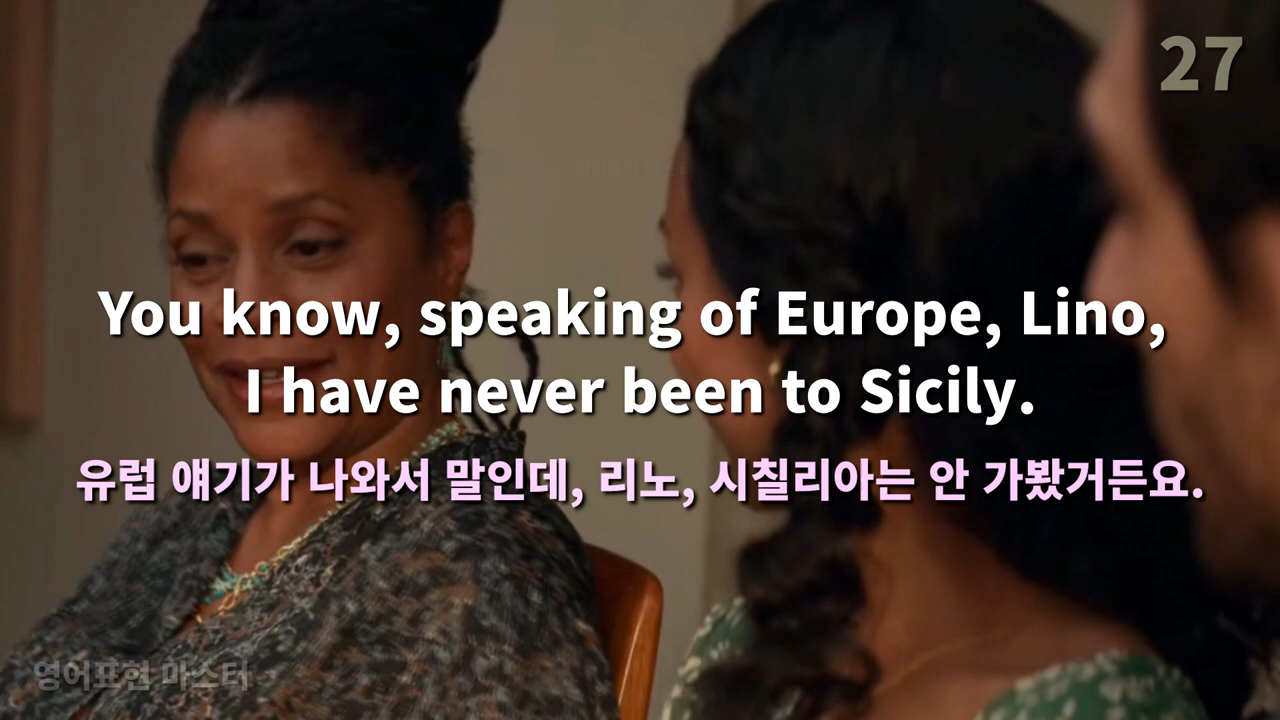 27
You know, speaking of Europe, Lino,
I have never been to Sicily.
유럽 얘기가 나와서 말인데, 리노, 시칠리아는 안 가봤거든요.
영어표현 마스터